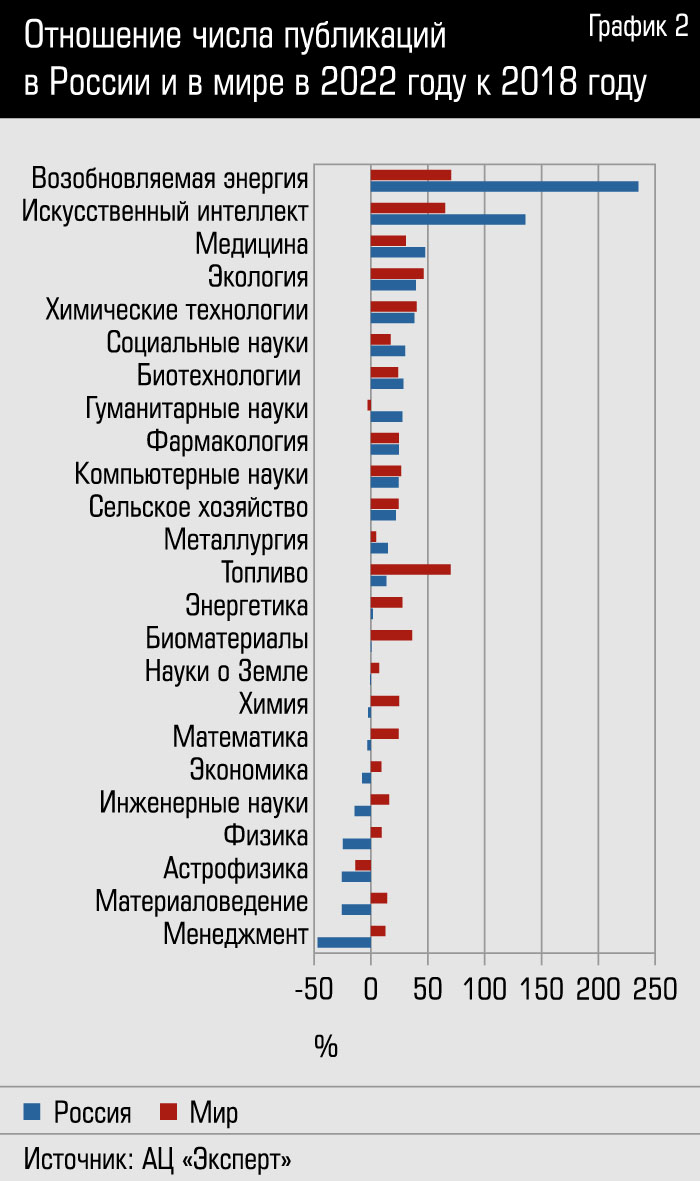 График 2
Отношение числа публикаций
в России и в мире в 2022 году к 2018 году
Возобновляемая энергия
Искусственный интеллект
Медицина
Экология
Химические технологии
Социальные науки
Биотехнологии
Гуманитарные науки
Фармакология
Компьютерные науки
Сельское хозяйство
Металлургия
Топливо
Энергетика
Биоматериалы
Науки о Земле
Химия
Математика
Экономика
Инженерные науки
Физика
Астрофизика
Материаловедение
Менеджмент
-50 0 50 100 150 200 250
%
Россия Мир
Источник: АЦ «Эксперт»